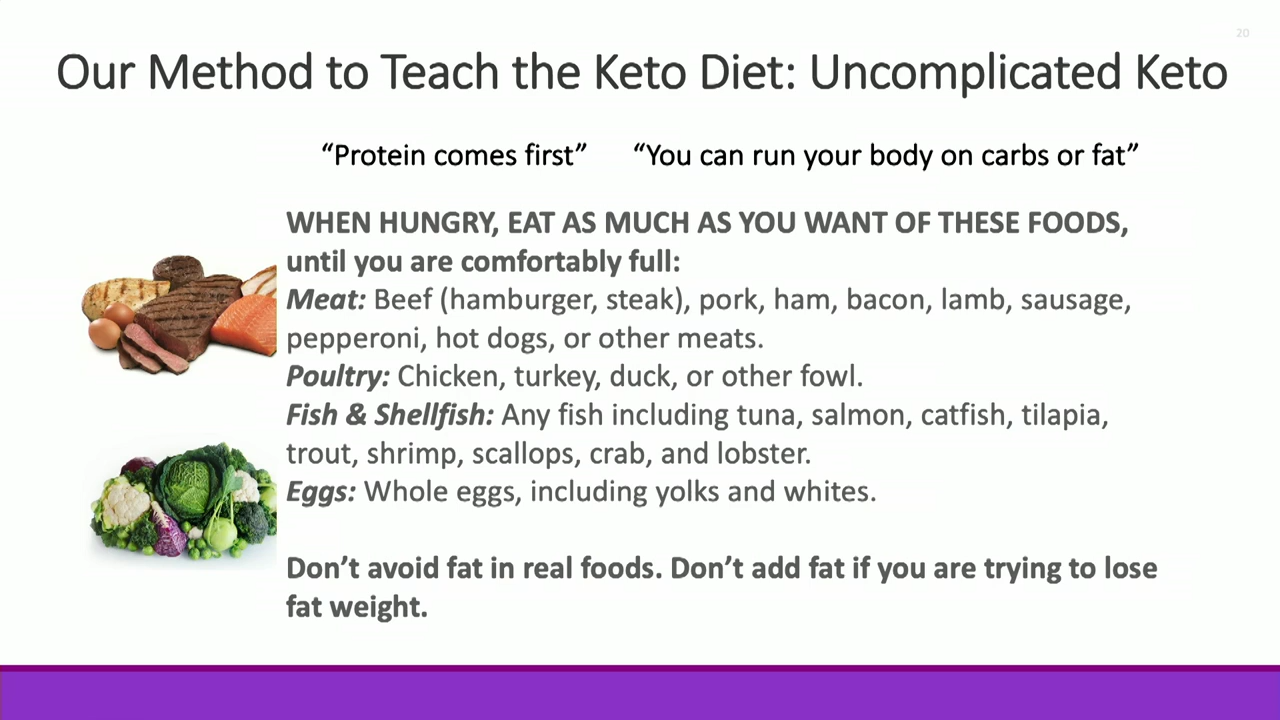 20
Our Method to Teach the Keto Diet: Uncomplicated Keto
“Protein comes first” “You can run your body on carbs or fat”
WHEN HUNGRY, EAT AS MUCH AS YOU WANT OF THESE FOODS,
until you are comfortably full:
Meat: Beef (hamburger, steak), pork, ham, bacon, lamb, sausage,
pepperoni, hot dogs, or other meats.
Poultry: Chicken, turkey, duck, or other fowl.
Fish & Shellfish: Any fish including tuna, salmon, catfish, tilapia,
trout, shrimp, scallops, crab, and lobster.
Eggs: Whole eggs, including yolks and whites.
Don’t avoid fat in real foods. Don’t add fat if you are trying to lose
fat weight.